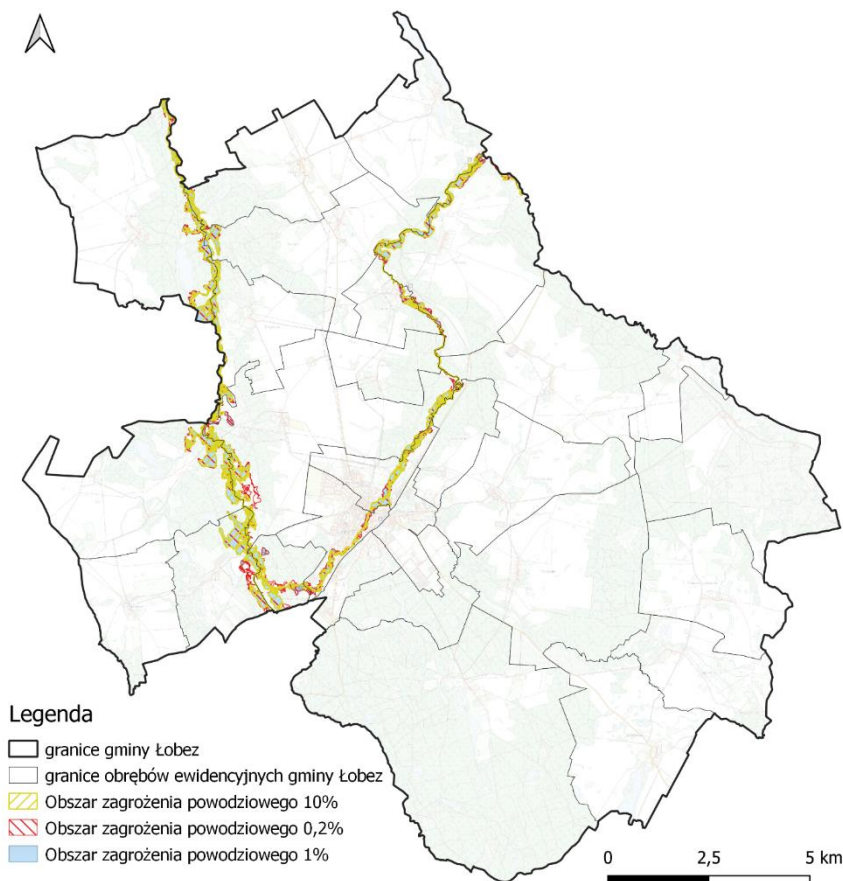 Legenda
granice gminy Łobez
granice obrębów ewidencyjnych gminy Łobez
Obszar zagrożenia powodziowego 10%
Obszar zagrożenia powodziowego 0,2%
Obszar zagrożenia powodziowego 1%
0 2,5 5 km